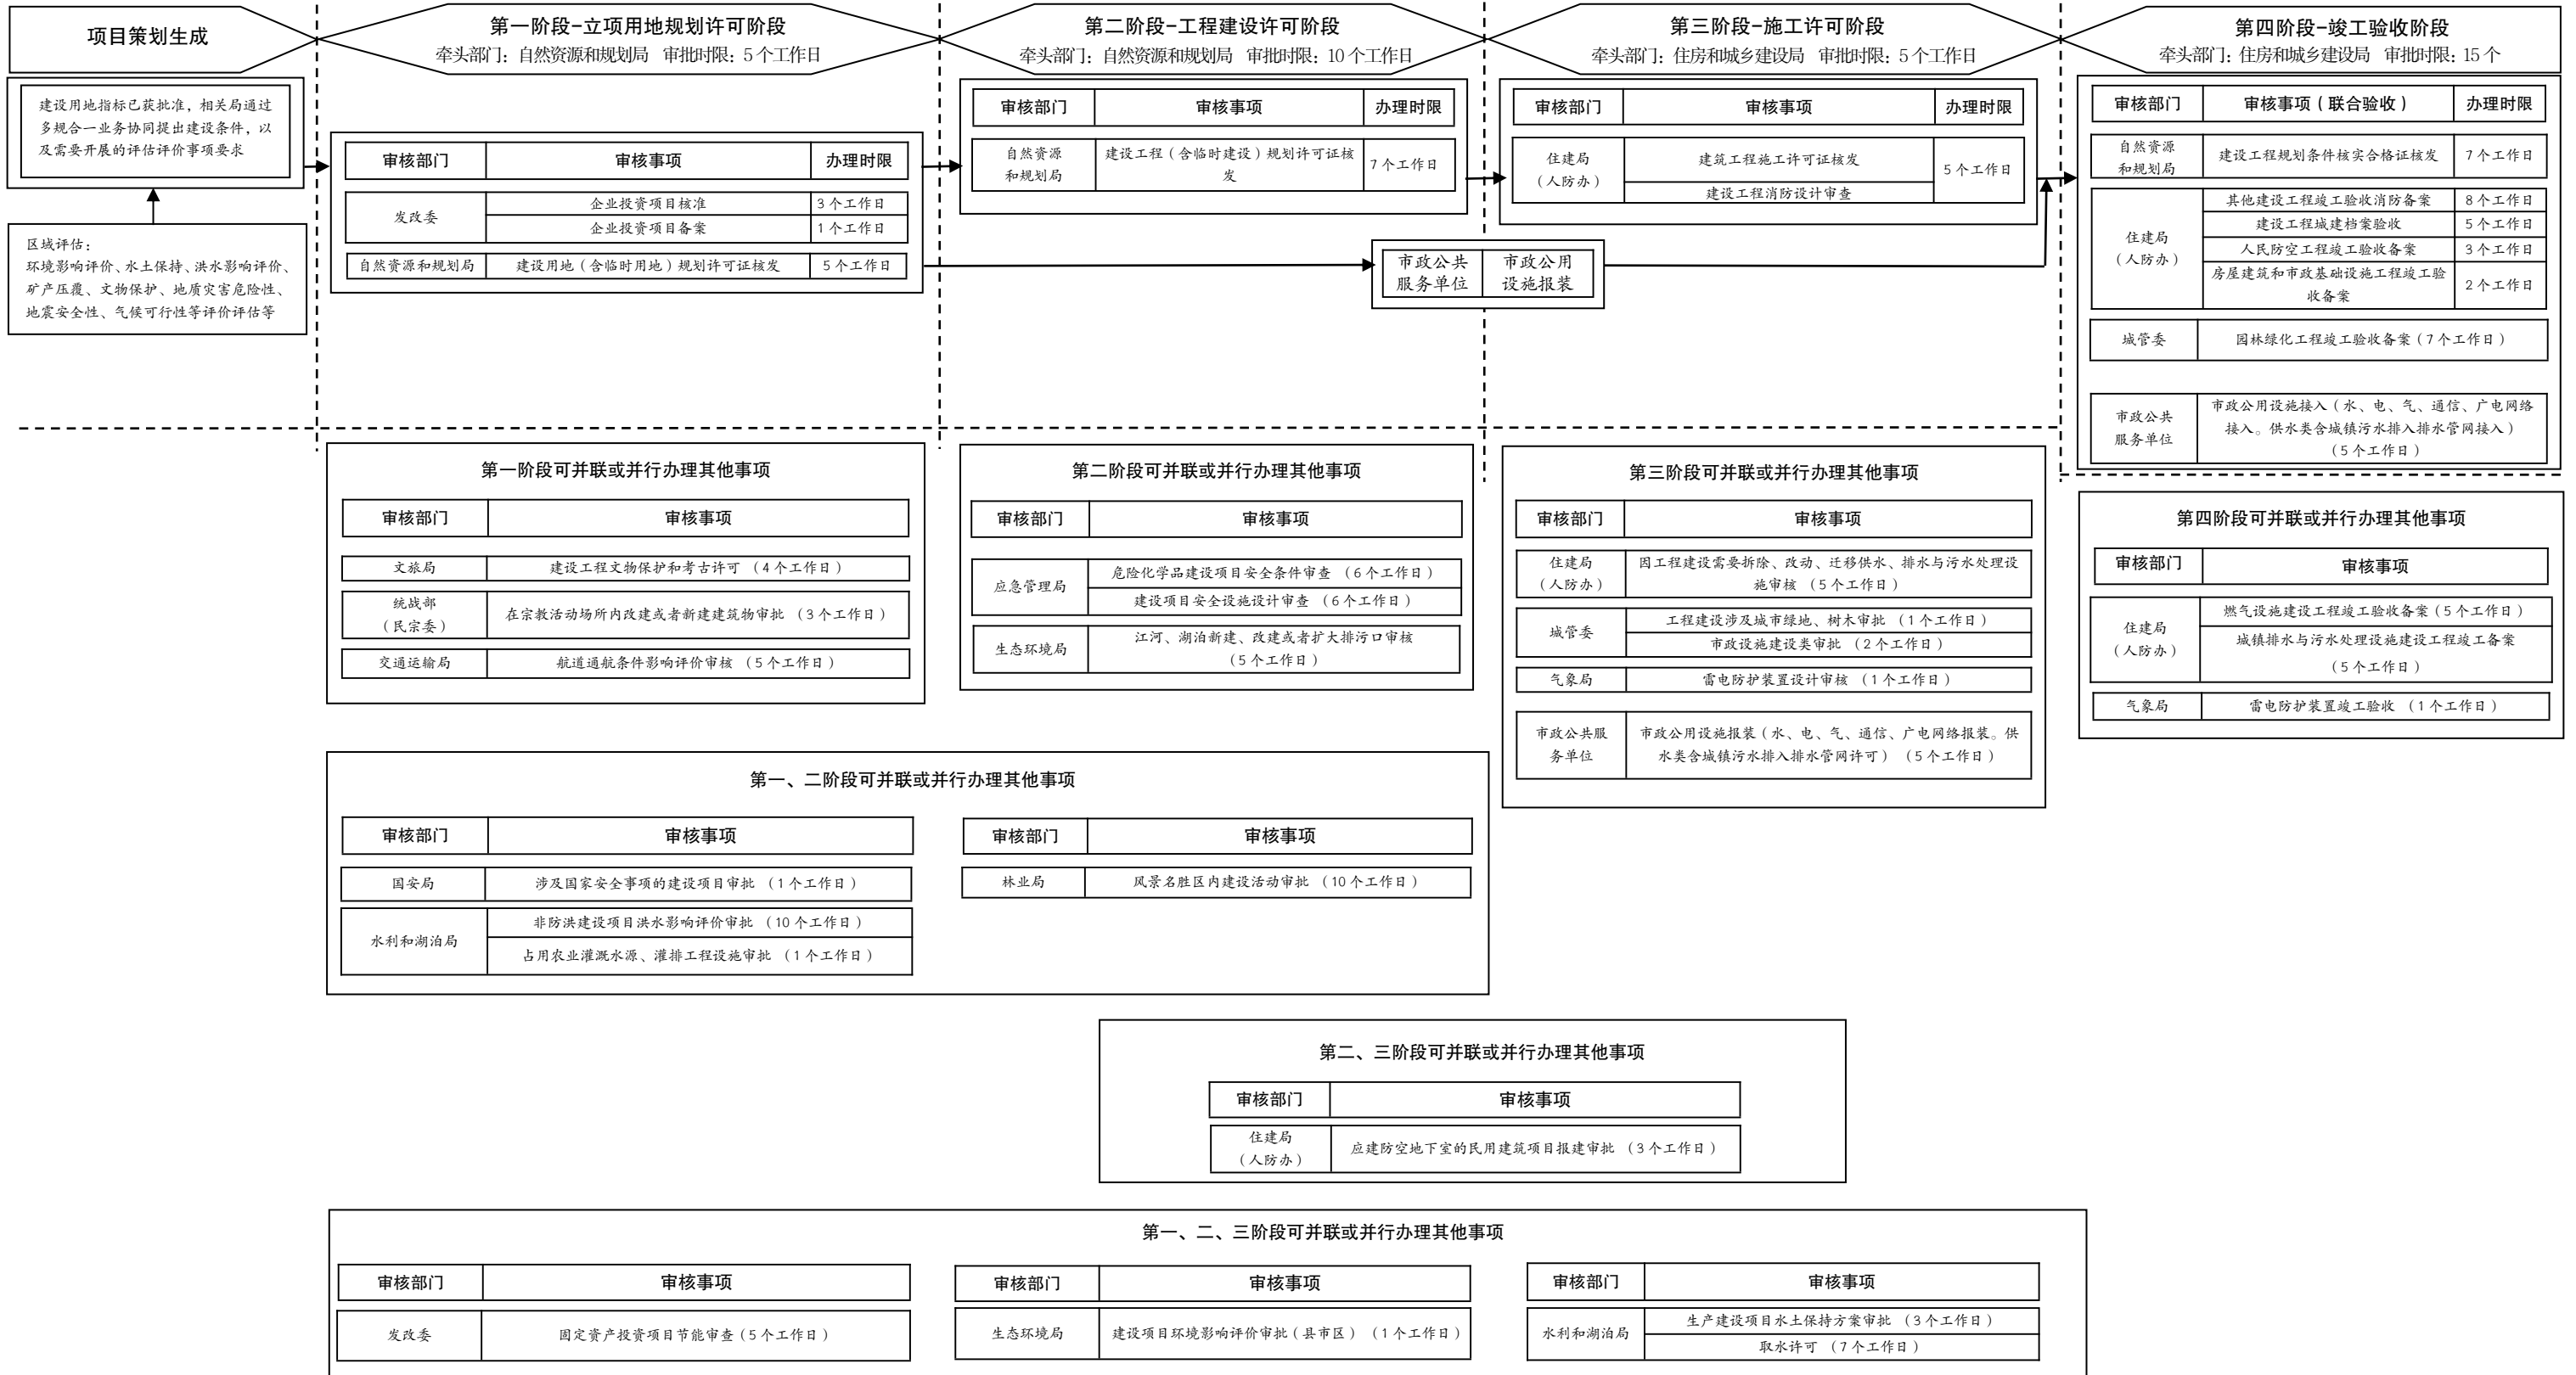 项目策划生成
第一阶段-立项用地规划许可阶段
牵头部门：自然资源和规划局 审批时限：5个工作日
第二阶段-工程建设许可阶段
牵头部门：自然资源和规划局 审批时限：10个工作日
第三阶段-施工许可阶段
牵头部门：住房和城乡建设局 审批时限：5个工作日
第四阶段-竣工验收阶段
牵头部门：住房和城乡建设局 审批时限：15个
建设用地指标已获批准，相关局通过
多规合一业务协同提出建设条件，以
及需要开展的评估评价事项要求
区域评估：
环境影响评价、水土保持、洪水影响评价、
矿产压覆、文物保护、地质灾害危险性、
地震安全性、气候可行性等评价评估等
审核部门 审核事项 办理时限
发改委
企业投资项目核准 3个工作日
企业投资项目备案 1个工作日
自然资源和规划局 建设用地（含临时用地）规划许可证核发 5个工作日
审核部门 审核事项 办理时限
自然资源
和规划局
建设工程（含临时建设）规划许可证核
发
7个工作日
市政公共
服务单位
市政公用
设施报装
审核部门 审核事项 办理时限
住建局
（人防办）
建筑工程施工许可证核发
建设工程消防设计审查
5个工作日
审核部门 审核事项（联合验收） 办理时限
自然资源
和规划局
建设工程规划条件核实合格证核发 7个工作日
住建局
（人防办）
其他建设工程竣工验收消防备案 8个工作日
建设工程城建档案验收 5个工作日
人民防空工程竣工验收备案 3个工作日
房屋建筑和市政基础设施工程竣工验
收备案
2个工作日
城管委 园林绿化工程竣工验收备案（7个工作日）
市政公共
服务单位
市政公用设施接入（水、电、气、通信、广电网络
接入。供水类含城镇污水排入排水管网接入）
（5个工作日）
第一阶段可并联或并行办理其他事项
审核部门 审核事项
文旅局 建设工程文物保护和考古许可 （4个工作日）
统战部
（民宗委）
在宗教活动场所内改建或者新建建筑物审批 （3个工作日）
交通运输局 航道通航条件影响评价审核 （5个工作日）
第二阶段可并联或并行办理其他事项
审核部门 审核事项
应急管理局
危险化学品建设项目安全条件审查 （6个工作日）
建设项目安全设施设计审查 （6个工作日）
生态环境局
江河、湖泊新建、改建或者扩大排污口审核
（5个工作日）
第三阶段可并联或并行办理其他事项
审核部门 审核事项
住建局
（人防办）
因工程建设需要拆除、改动、迁移供水、排水与污水处理设
施审核 （5个工作日）
城管委
工程建设涉及城市绿地、树木审批 （1个工作日）
市政设施建设类审批 （2个工作日）
气象局 雷电防护装置设计审核 （1个工作日）
市政公共服
务单位
市政公用设施报装（水、电、气、通信、广电网络报装。供
水类含城镇污水排入排水管网许可） （5个工作日）
第四阶段可并联或并行办理其他事项
审核部门 审核事项
住建局
（人防办）
燃气设施建设工程竣工验收备案（5个工作日）
城镇排水与污水处理设施建设工程竣工备案
（5个工作日）
气象局 雷电防护装置竣工验收 （1个工作日）
第一、二阶段可并联或并行办理其他事项
审核部门 审核事项
国安局 涉及国家安全事项的建设项目审批 （1个工作日）
水利和湖泊局
非防洪建设项目洪水影响评价审批 （10个工作日）
占用农业灌溉水源、灌排工程设施审批 （1个工作日）
审核部门 审核事项
林业局 风景名胜区内建设活动审批 （10个工作日）
第二、三阶段可并联或并行办理其他事项
审核部门 审核事项
住建局
（人防办）
应建防空地下室的民用建筑项目报建审批 （3个工作日）
第一、二、三阶段可并联或并行办理其他事项
审核部门 审核事项
发改委 固定资产投资项目节能审查（5个工作日）
审核部门 审核事项
生态环境局 建设项目环境影响评价审批（县市区） （1个工作日）
审核部门 审核事项
水利和湖泊局
生产建设项目水土保持方案审批 （3个工作日）
取水许可 （7个工作日）